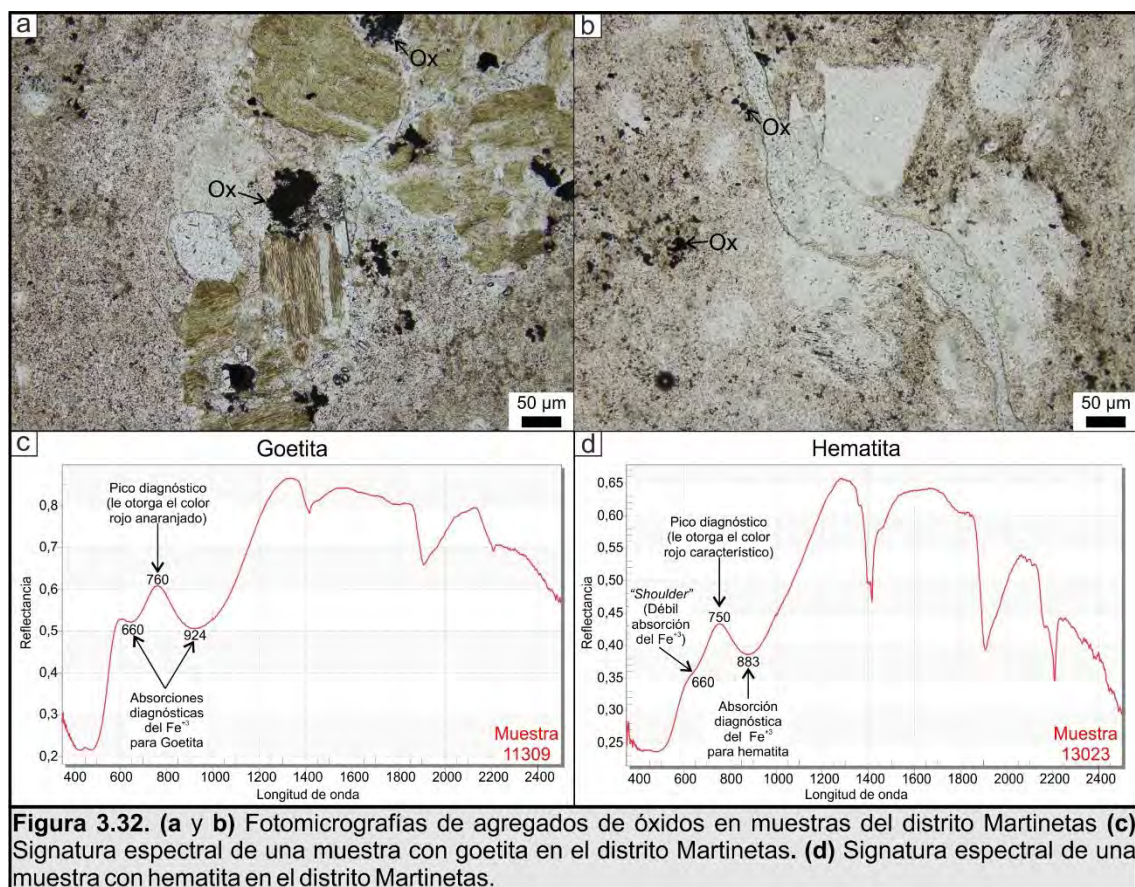 a
Ox
Ox
50 µm
b
Ox
Ox
50 µm
c
Goetita
Pico diagnóstico
(le otorga el color
rojo anaranjado)
760
660
924
Absorciones
diagnósticas
del Fe+3
para Goetita
Muestra
11309
Reflectancia
0,8
0,7
0,6
0,5
0,4
0,3
0,2
400 600 800 1000 1200 1400 1600 1800 2000 2200 2400
Longitud de onda
d
Hematita
Pico diagnóstico
(le otorga el color
rojo característico)
"Shoulder"
(Débil
absorción
del Fe+3)
750
660
883
Absorción
diagnóstica
del Fe+3
para hematita
Muestra
13023
Reflectancia
0,65
0,60
0,55
0,50
0,45
0,40
0,35
0,30
0,25
400 600 800 1000 1200 1400 1600 1800 2000 2200 2400
Longitud de onda
Figura 3.32. (a y b) Fotomicrografías de agregados de óxidos en muestras del distrito Martinetas (c)
Signatura espectral de una muestra con goetita en el distrito Martinetas. (d) Signatura espectral de una
muestra con hematita en el distrito Martinetas.